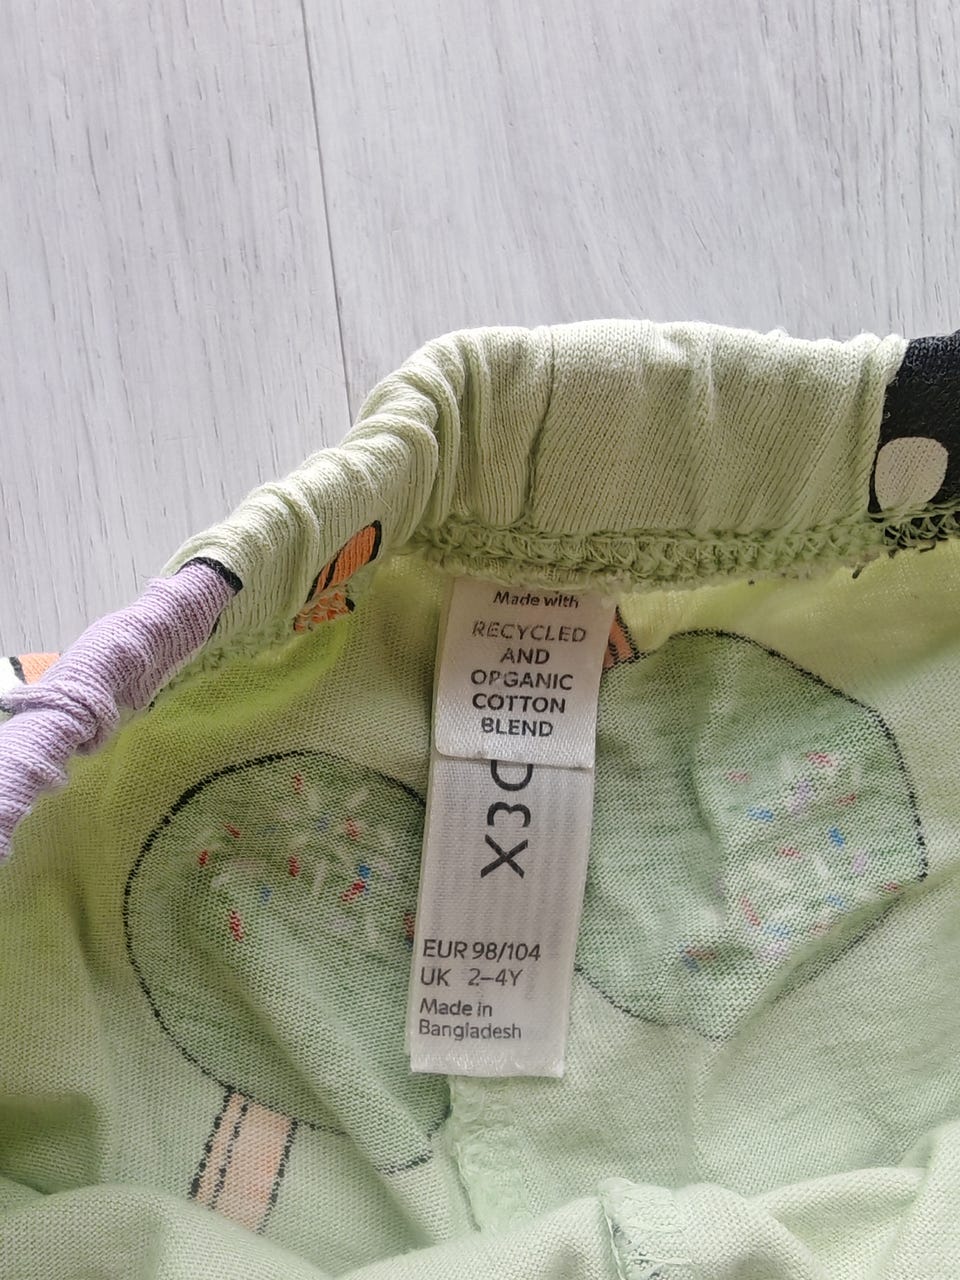 Made with
RECYCLED
AND
ORGANIC
COTTON
BLEND
EUR 98/104
UK 2–4Y
Made in
Bangladesh